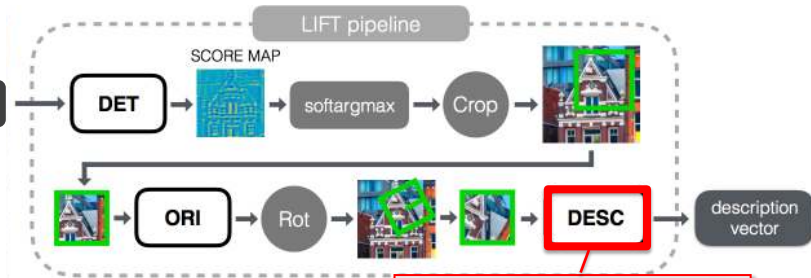 LIFT pipeline
SCORE MAP
DET
softargmax
Crop
ORI
Rot
DESC
description
vector